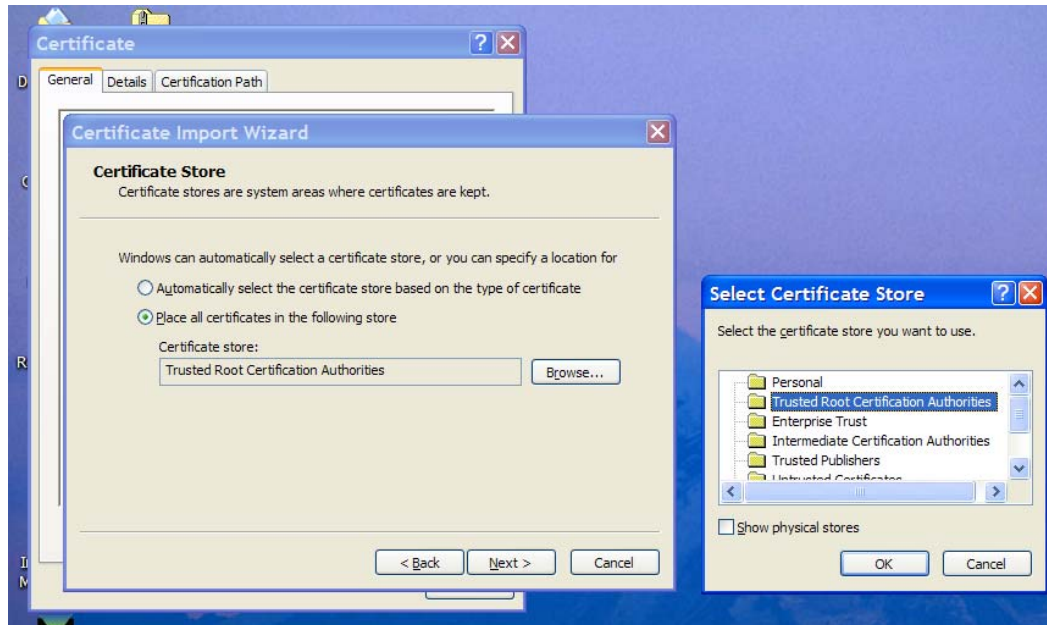 Certificate
General Details Certification Path
Certificate Import Wizard
Certificate Store
Certificate stores are system areas where certificates are kept.
Windows can automatically select a certificate store, or you can specify a location for
Automatically select the certificate store based on the type of certificate
Place all certificates in the following store
Certificate store:
Trusted Root Certification Authorities
Browse...
< Back Next > Cancel
Select Certificate Store
Select the certificate store you want to use.
Personal
Trusted Root Certification Authorities
Enterprise Trust
Intermediate Certification Authorities
Trusted Publishers
Untrusted Certificates
Show physical stores
OK Cancel
D
R